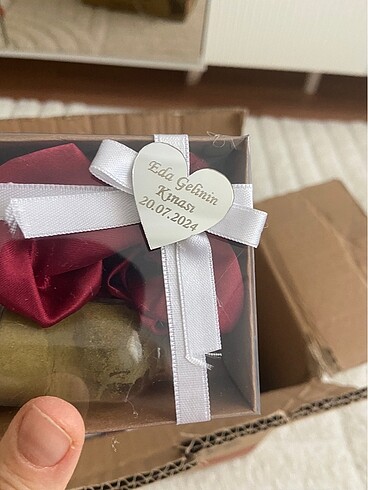 Eda Gelinin
Kınası
20.07.2024